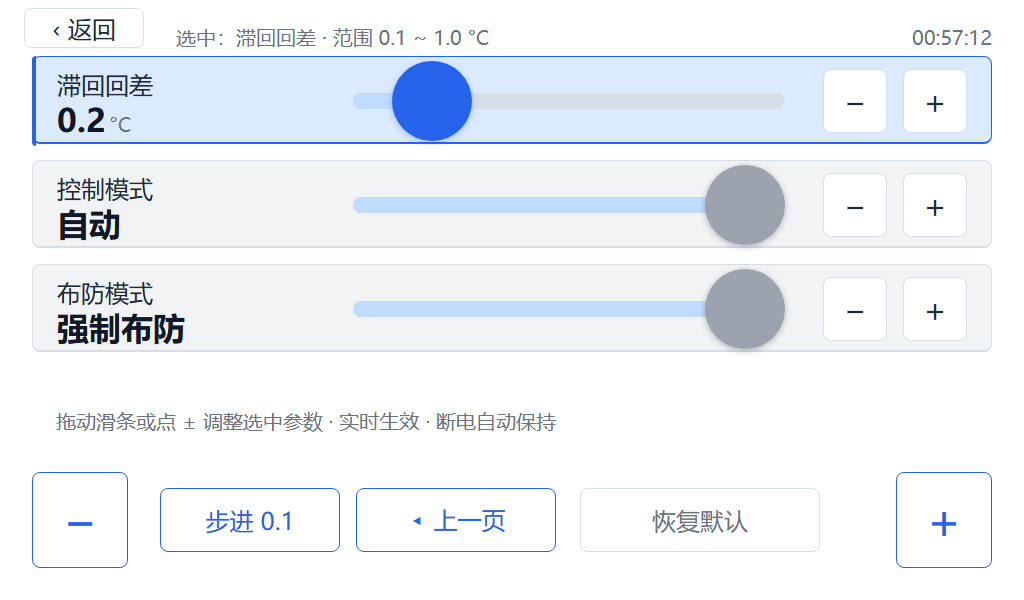 ‹ 返回
选中: 滞回回差 · 范围 0.1 ~ 1.0 °C
00:57:12
滞回回差
0.2 °C
− +
控制模式
自动
− +
布防模式
强制布防
− +
拖动滑条或点 ± 调整选中参数 · 实时生效 · 断电自动保持
−
步进 0.1
◂ 上一页
恢复默认
+